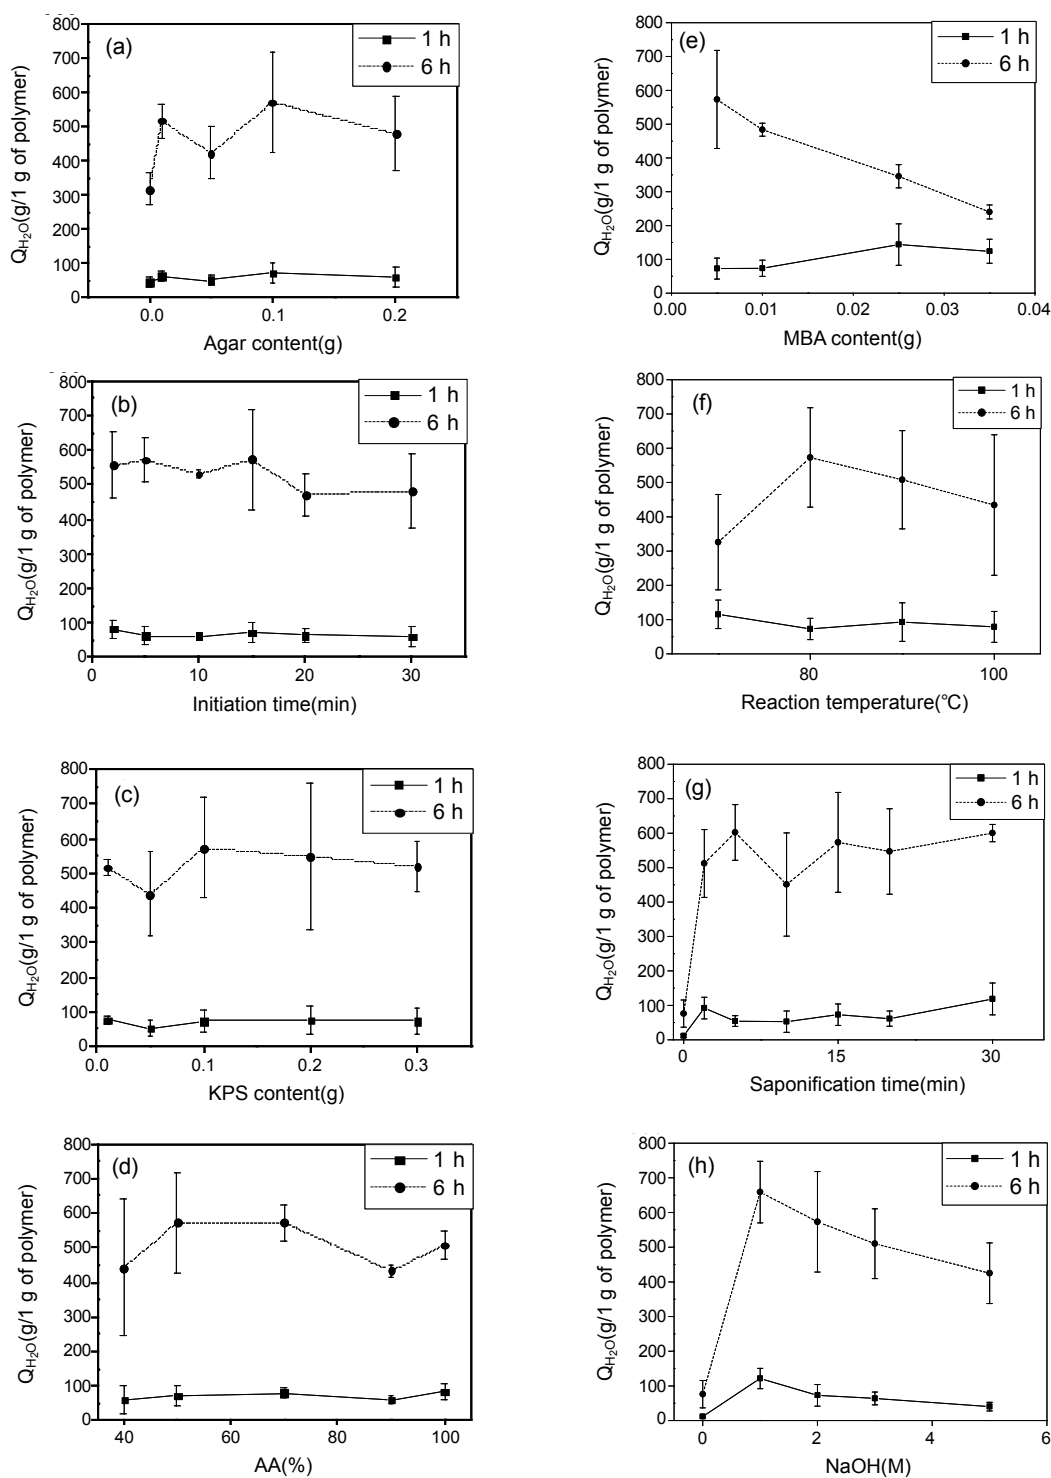 (a)
1 h
6 h
800
700
600
500
400
300
200
100
0
Q_H₂O(g/1 g of polymer)
0.0 0.1 0.2
Agar content(g)
(b)
1 h
6 h
800
700
600
500
400
300
200
100
0
Q_H₂O(g/1 g of polymer)
0 10 20 30
Initiation time(min)
(c)
1 h
6 h
800
700
600
500
400
300
200
100
0
Q_H₂O(g/1 g of polymer)
0.0 0.1 0.2 0.3
KPS content(g)
(d)
1 h
6 h
800
700
600
500
400
300
200
100
0
Q_H₂O(g/1 g of polymer)
40 60 80 100
AA(%)
(e)
1 h
6 h
800
700
600
500
400
300
200
100
0
Q_H₂O(g/1 g of polymer)
0.00 0.01 0.02 0.03 0.04
MBA content(g)
(f)
1 h
6 h
800
700
600
500
400
300
200
100
0
Q_H₂O(g/1 g of polymer)
80 100
Reaction temperature(℃)
(g)
1 h
6 h
800
700
600
500
400
300
200
100
0
Q_H₂O(g/1 g of polymer)
0 15 30
Saponification time(min)
(h)
1 h
6 h
800
700
600
500
400
300
200
100
0
Q_H₂O(g/1 g of polymer)
0 2 4 6
NaOH(M)